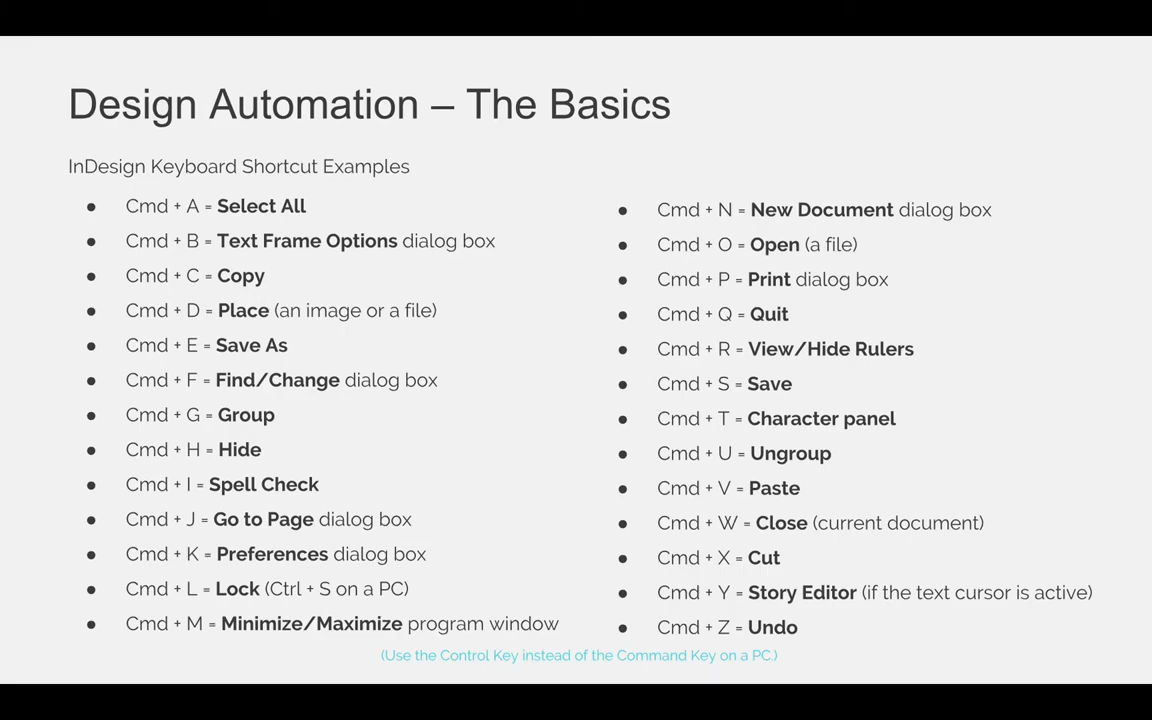 Design Automation – The Basics
InDesign Keyboard Shortcut Examples
● Cmd + A = Select All
● Cmd + B = Text Frame Options dialog box
● Cmd + C = Copy
● Cmd + D = Place (an image or a file)
● Cmd + E = Save As
● Cmd + F = Find/Change dialog box
● Cmd + G = Group
● Cmd + H = Hide
● Cmd + I = Spell Check
● Cmd + J = Go to Page dialog box
● Cmd + K = Preferences dialog box
● Cmd + L = Lock (Ctrl + S on a PC)
● Cmd + M = Minimize/Maximize program window
● Cmd + N = New Document dialog box
● Cmd + O = Open (a file)
● Cmd + P = Print dialog box
● Cmd + Q = Quit
● Cmd + R = View/Hide Rulers
● Cmd + S = Save
● Cmd + T = Character panel
● Cmd + U = Ungroup
● Cmd + V = Paste
● Cmd + W = Close (current document)
● Cmd + X = Cut
● Cmd + Y = Story Editor (if the text cursor is active)
● Cmd + Z = Undo
(Use the Control Key instead of the Command Key on a PC.)